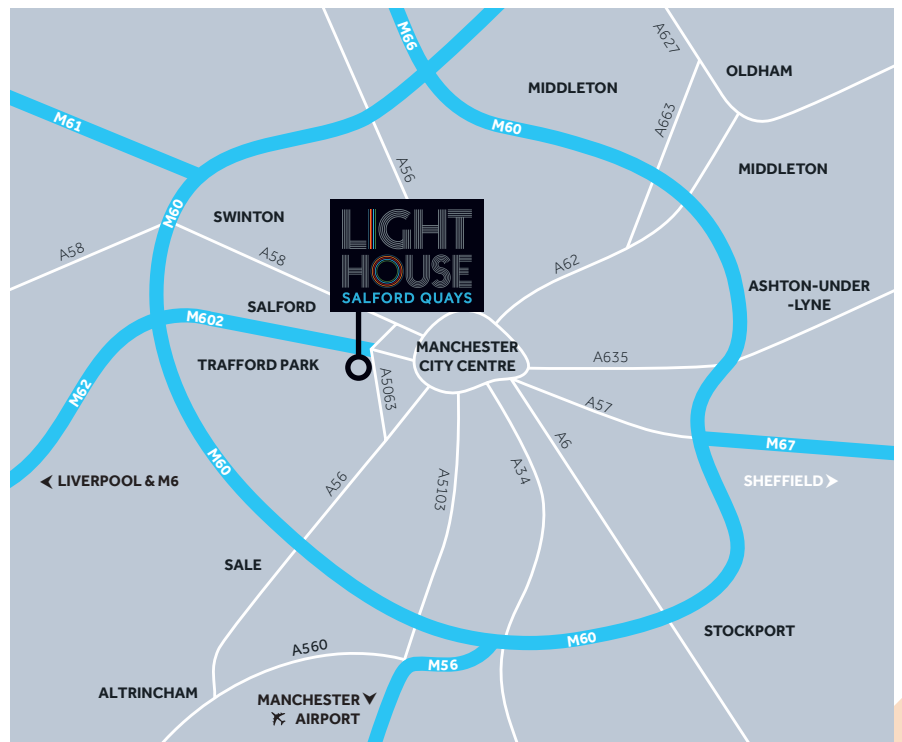 M66
A627
OLDHAM
MIDDLETON
M61
M60
A663
A56
MIDDLETON
M60
SWINTON
LIGHT
HOUSE
SALFORD QUAYS
A58
A58
A62
ASHTON-UNDER
-LYNE
SALFORD
M602
MANCHESTER
CITY CENTRE
TRAFFORD PARK
A635
A5063
M62
A57
A6
M67
M60
A56
A5103
A34
LIVERPOOL & M6
SHEFFIELD
SALE
STOCKPORT
M60
A560
M56
ALTRINCHAM
MANCHESTER
AIRPORT